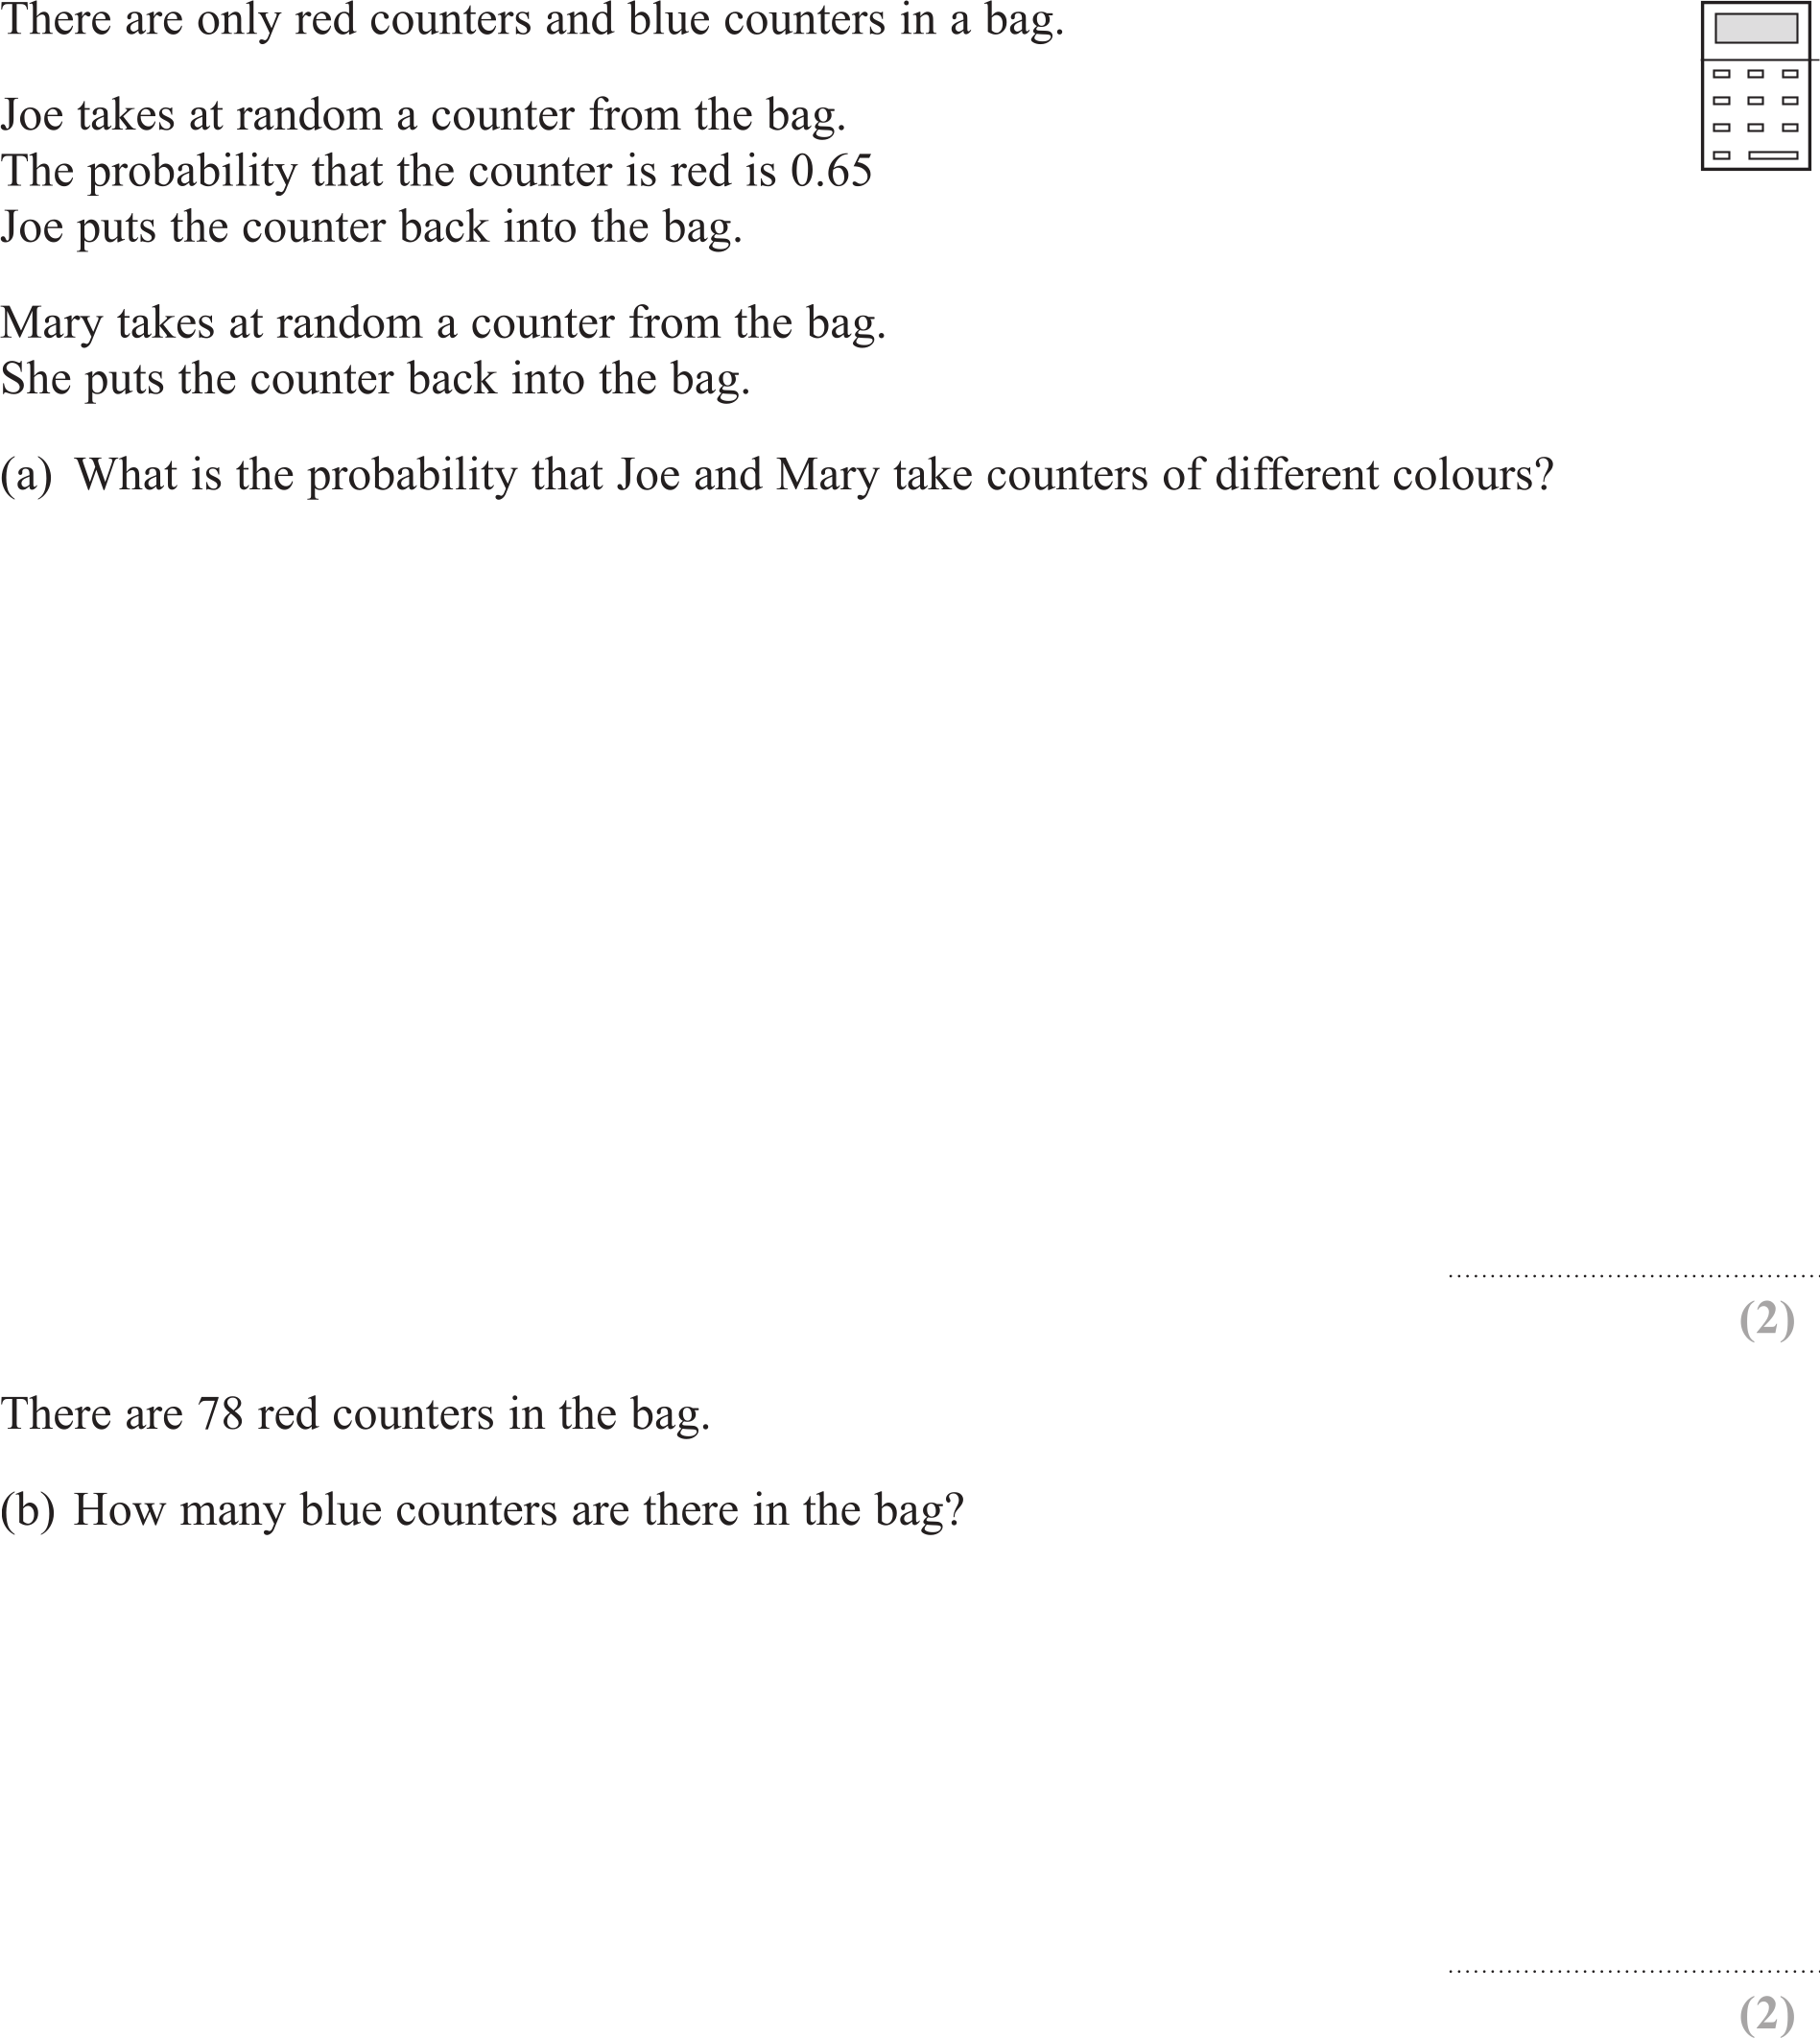 There are only red counters and blue counters in a bag.
Joe takes at random a counter from the bag.
The probability that the counter is red is 0.65
Joe puts the counter back into the bag.
Mary takes at random a counter from the bag.
She puts the counter back into the bag.
(a) What is the probability that Joe and Mary take counters of different colours?
(2)
There are 78 red counters in the bag.
(b) How many blue counters are there in the bag?
(2)